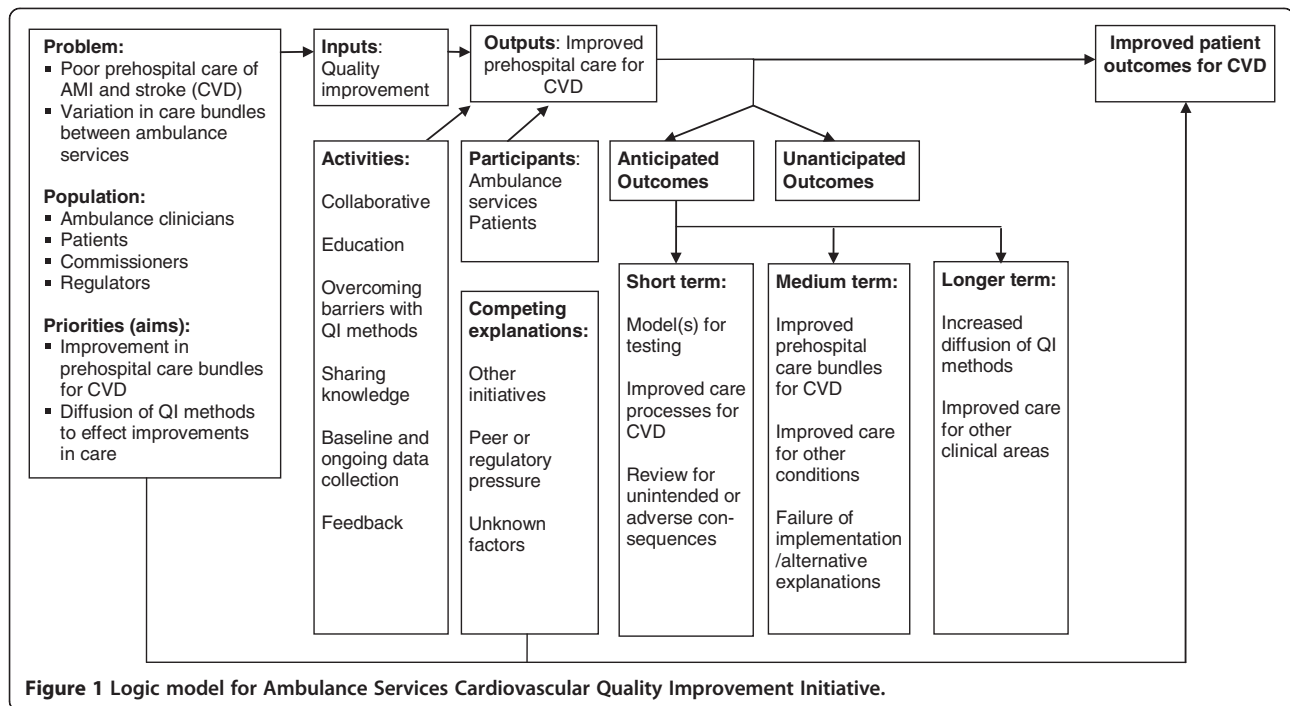 Problem:
▪ Poor prehospital care of
AMI and stroke (CVD)
▪ Variation in care bundles
between ambulance
services
Population:
▪ Ambulance clinicians
▪ Patients
▪ Commissioners
▪ Regulators
Priorities (aims):
▪ Improvement in
prehospital care bundles
for CVD
▪ Diffusion of QI methods
to effect improvements
in care
Inputs:
Quality
improvement
Outputs: Improved
prehospital care for
CVD
Improved patient
outcomes for CVD
Activities:
Collaborative
Education
Overcoming
barriers with
QI methods
Sharing
knowledge
Baseline and
ongoing data
collection
Feedback
Participants:
Ambulance
services
Patients
Competing
explanations:
Other
initiatives
Peer or
regulatory
pressure
Unknown
factors
Anticipated
Outcomes
Unanticipated
Outcomes
Short term:
Model(s) for
testing
Improved care
processes for
CVD
Review for
unintended or
adverse con-
sequences
Medium term:
Improved
prehospital
care bundles
for CVD
Improved care
for other
conditions
Failure of
implementation
/alternative
explanations
Longer term:
Increased
diffusion of QI
methods
Improved care
for other
clinical areas
Figure 1 Logic model for Ambulance Services Cardiovascular Quality Improvement Initiative.